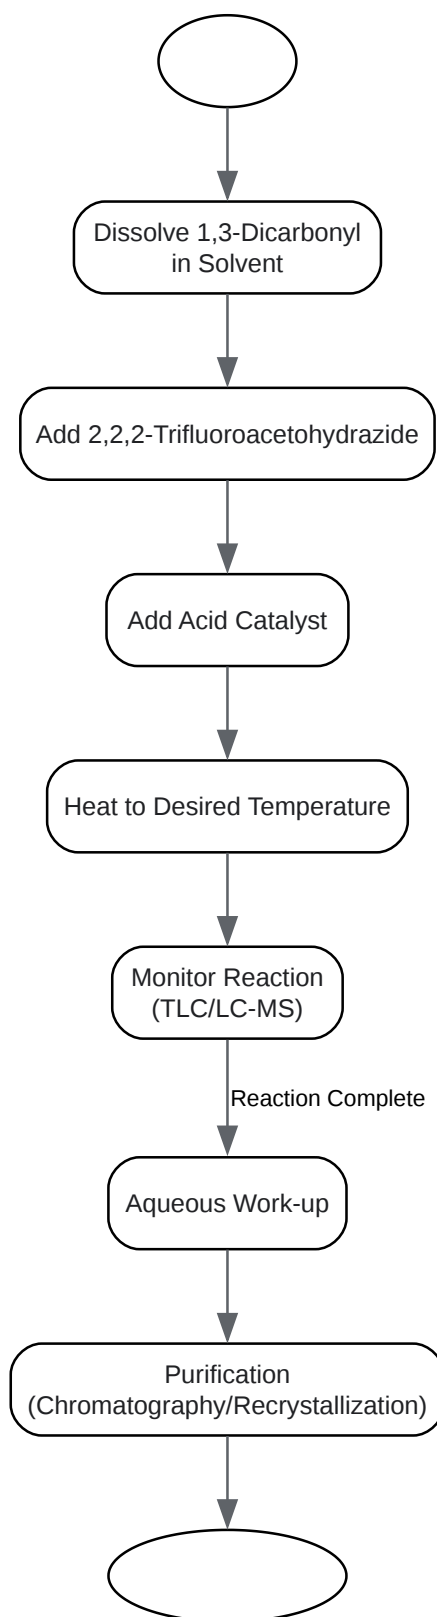 Dissolve 1,3-Dicarbonyl
in Solvent
Add 2,2,2-Trifluoroacetohydrazide
Add Acid Catalyst
Heat to Desired Temperature
Monitor Reaction
(TLC/LC-MS)
Reaction Complete
Aqueous Work-up
Purification
(Chromatography/Recrystallization)